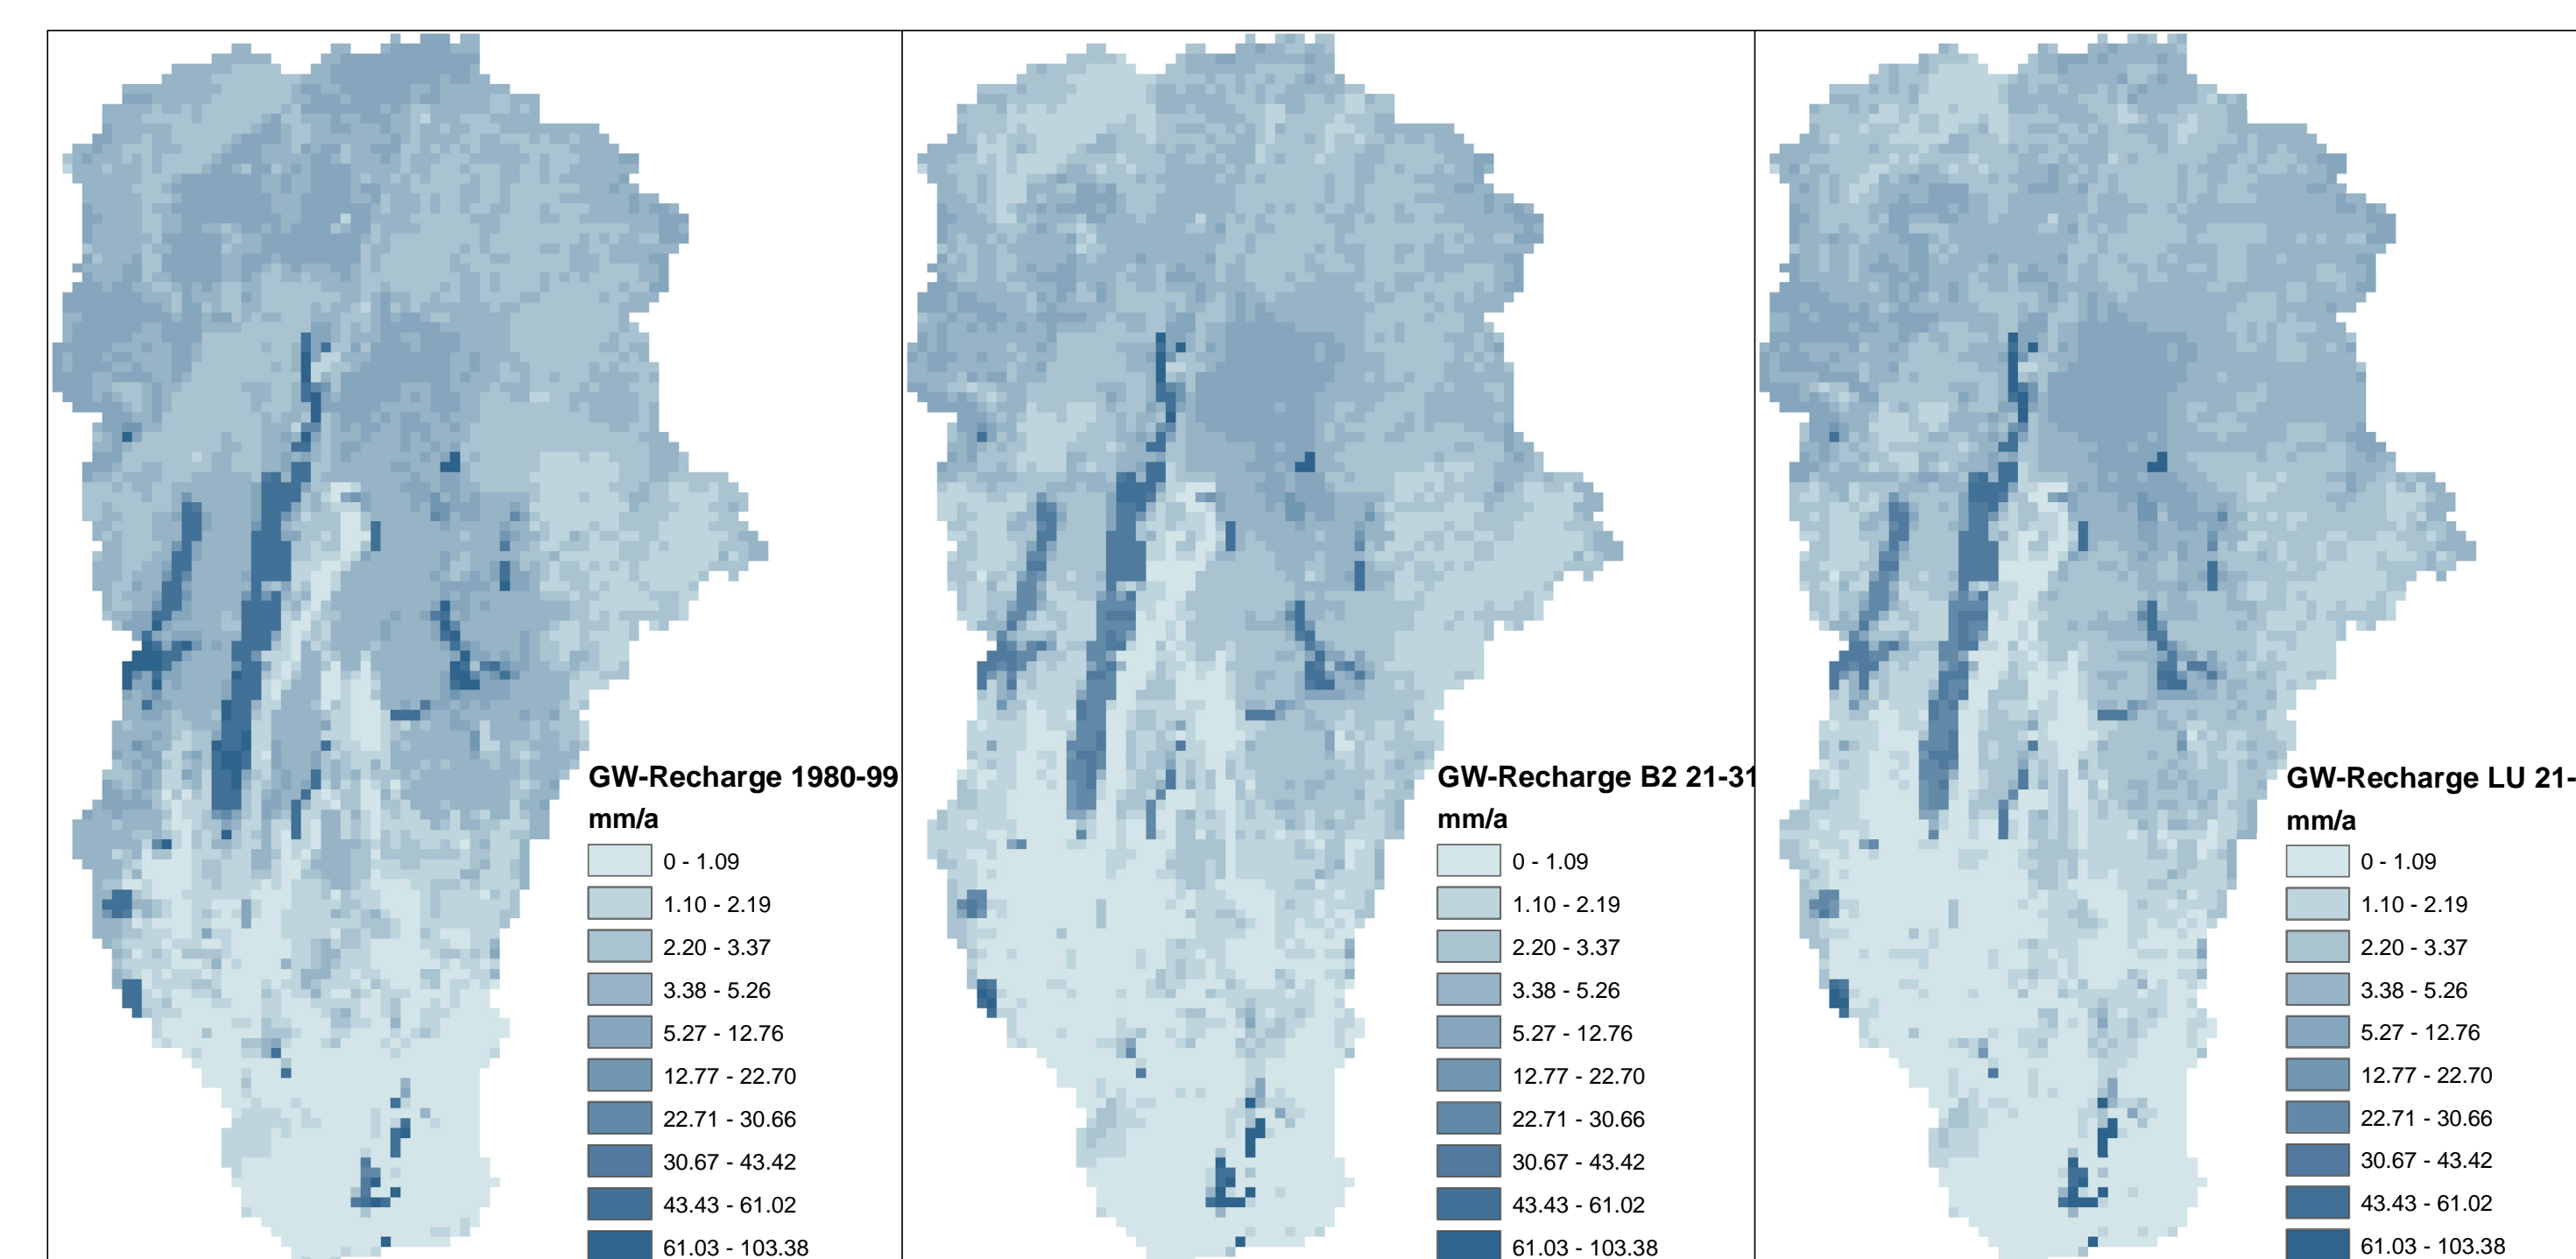 GW-Recharge 1980-99
mm/a
0 - 1.09
1.10 - 2.19
2.20 - 3.37
3.38 - 5.26
5.27 - 12.76
12.77 - 22.70
22.71 - 30.66
30.67 - 43.42
43.43 - 61.02
61.03 - 103.38
GW-Recharge B2 21-31
mm/a
0 - 1.09
1.10 - 2.19
2.20 - 3.37
3.38 - 5.26
5.27 - 12.76
12.77 - 22.70
22.71 - 30.66
30.67 - 43.42
43.43 - 61.02
61.03 - 103.38
GW-Recharge LU 21-
mm/a
0 - 1.09
1.10 - 2.19
2.20 - 3.37
3.38 - 5.26
5.27 - 12.76
12.77 - 22.70
22.71 - 30.66
30.67 - 43.42
43.43 - 61.02
61.03 - 103.38